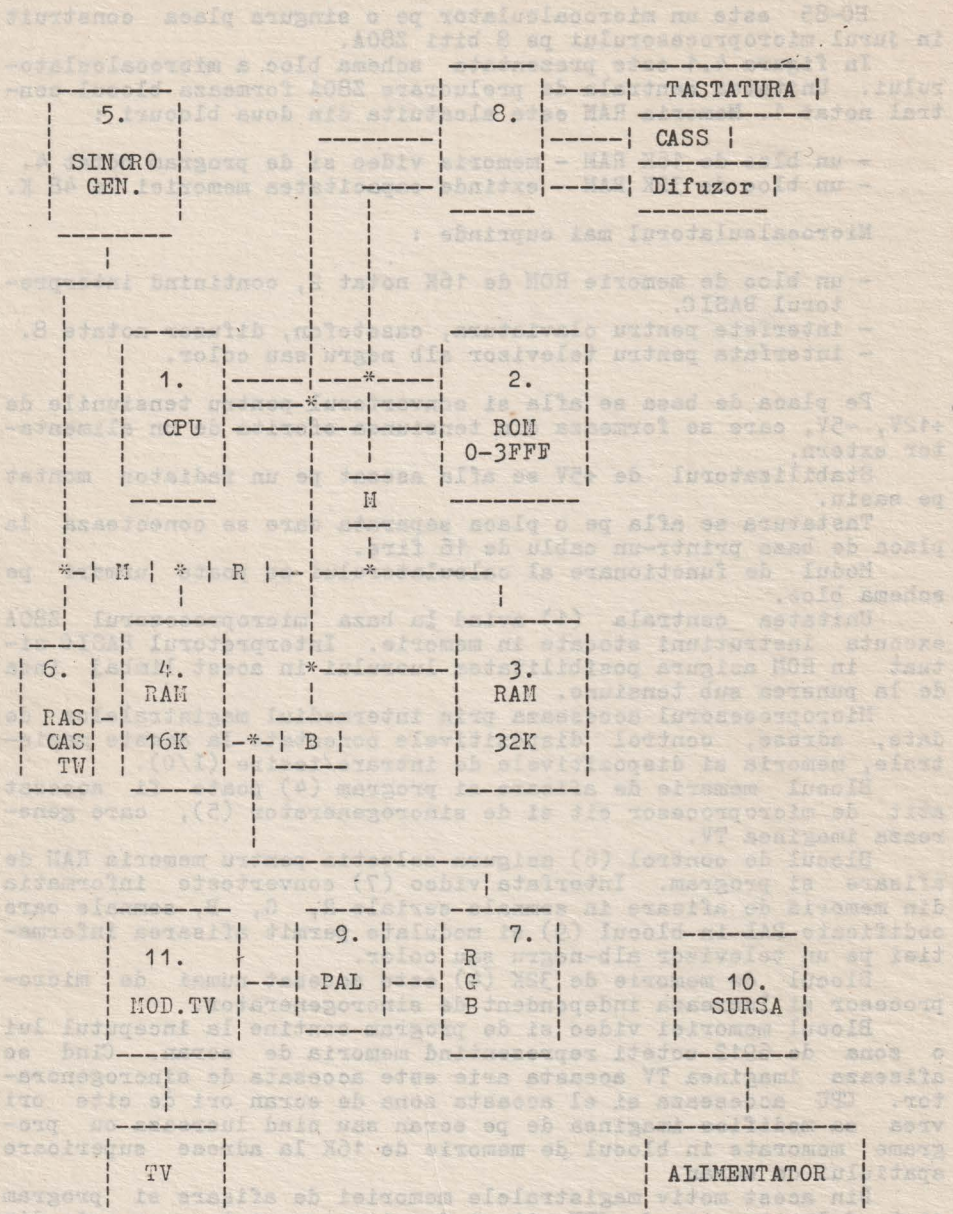 5.
8.
TASTATURA
CASS
SINCRO
GEN.
Difuzor
1.
2.
CPU
ROM
0-3FFF
M
M
R
6.
4.
3.
RAM
RAM
RAS
CAS
16K
B
32K
TW
11.
9.
7.
R
PAL
G
10.
MOD.TV
B
SURSA
TV
ALIMENTATOR